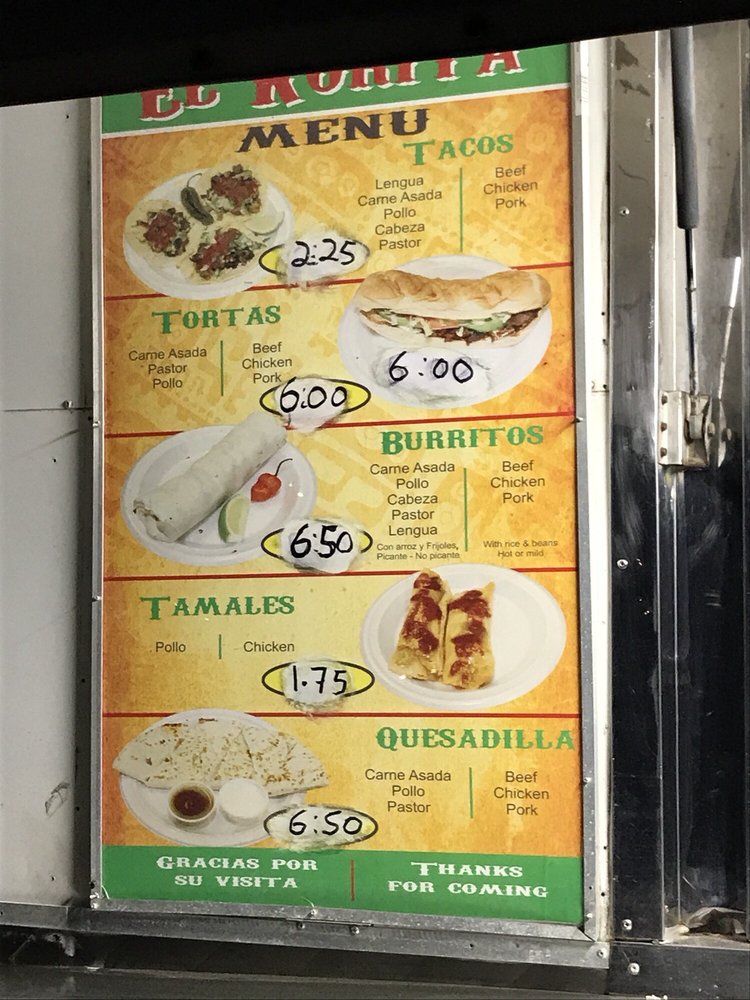 EL
MENU
TACOS
Lengua
Carne Asada
Pollo
Cabeza
Pastor
Beef
Chicken
Pork
2:25
TORTAS
Carne Asada
Pastor
Pollo
Beef
Chicken
Pork
6:00
6:00
BURRITOS
Carne Asada
Pollo
Cabeza
Pastor
Lengua
Con arroz y Frijoles,
Picante - No picante
Beef
Chicken
Pork
With rice & beans
Hot or mild
6:50
TAMALES
Pollo
Chicken
1.75
QUESADILLA
Carne Asada
Pollo
Pastor
Beef
Chicken
Pork
6:50
GRACIAS POR
SU VISITA
THANKS
FOR COMING